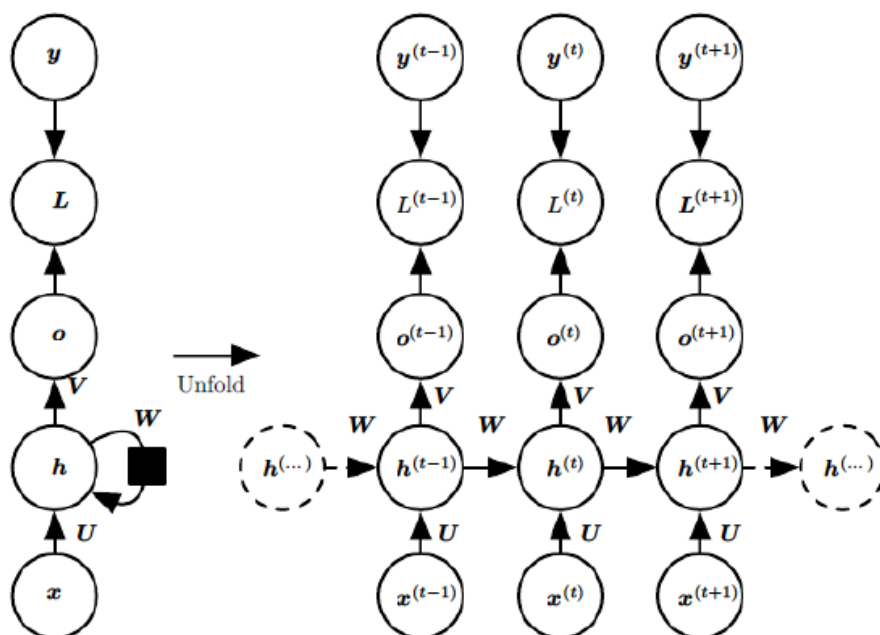 y y^(t−1) y^(t) y^(t+1)
L L^(t−1) L^(t) L^(t+1)
o o^(t−1) o^(t) o^(t+1)
Unfold
V V V V
W W W W W
h h^(...) h^(t−1) h^(t) h^(t+1) h^(...)
U U U U
x x^(t−1) x^(t) x^(t+1)